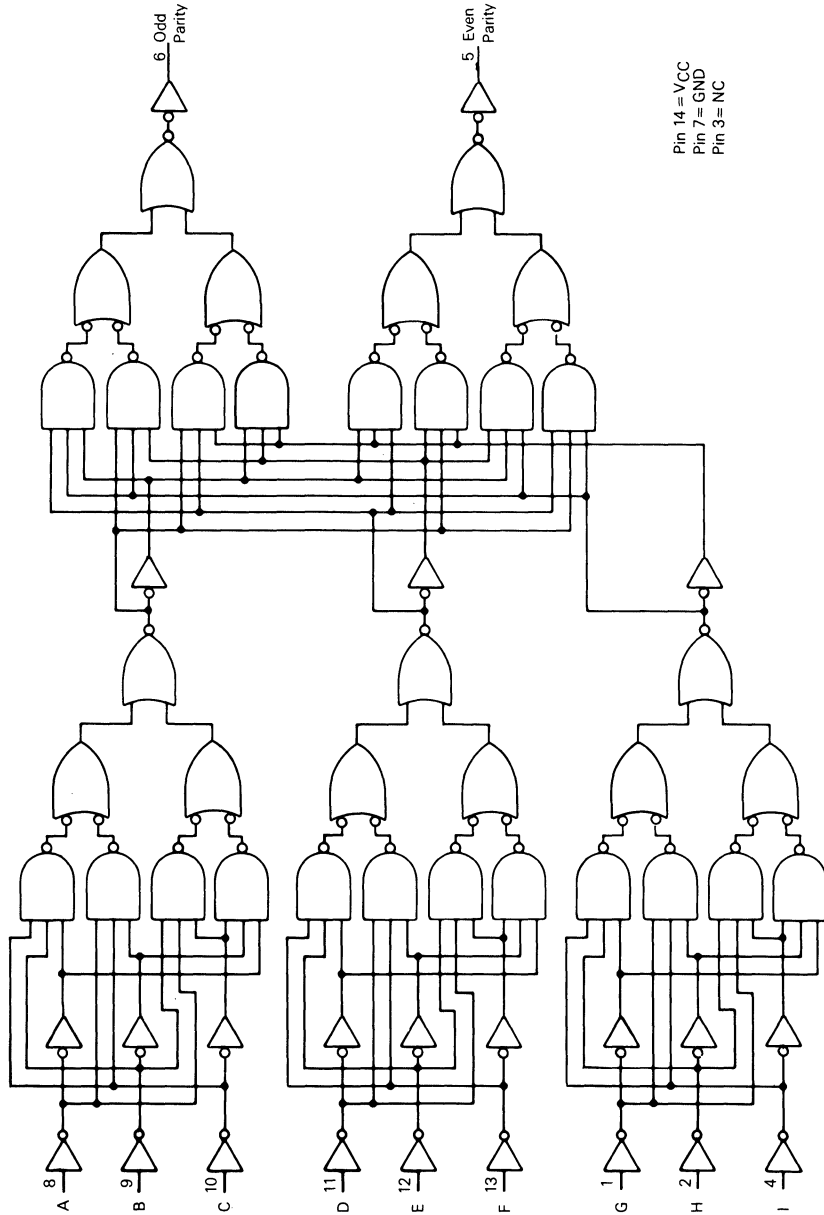 6 Odd
Parity
5 Even
Parity
Pin 14 = VCC
Pin 7 = GND
Pin 3 = NC
8
A
9
B
10
C
11
D
12
E
13
F
1
G
2
H
4
I